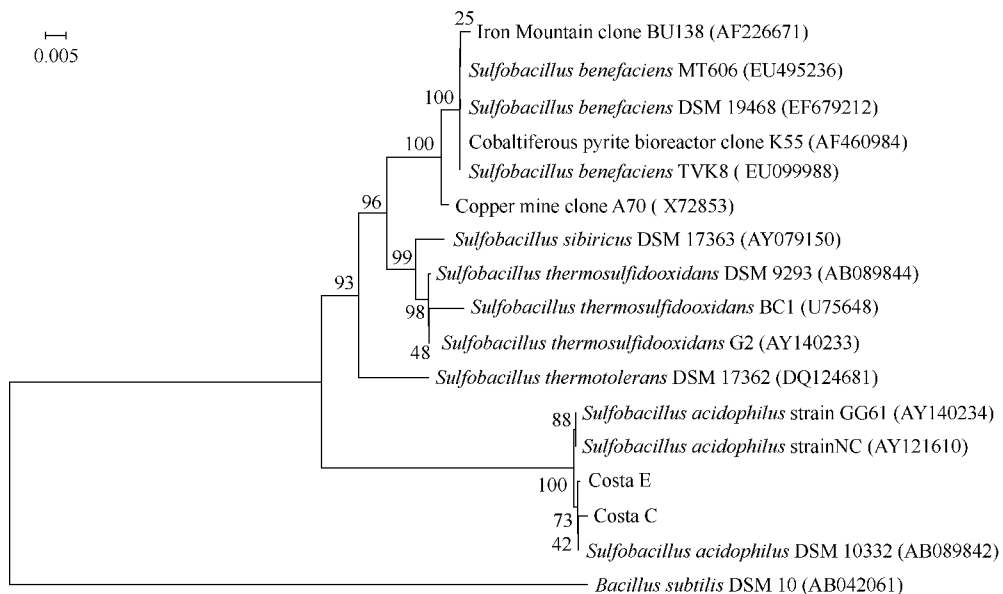 25
Iron Mountain clone BU138 (AF226671)
0.005
Sulfobacillus benefaciens MT606 (EU495236)
100
Sulfobacillus benefaciens DSM 19468 (EF679212)
100
Cobaltiferous pyrite bioreactor clone K55 (AF460984)
Sulfobacillus benefaciens TVK8 ( EU099988)
96
Copper mine clone A70 ( X72853)
Sulfobacillus sibiricus DSM 17363 (AY079150)
99
Sulfobacillus thermosulfidooxidans DSM 9293 (AB089844)
93
Sulfobacillus thermosulfidooxidans BC1 (U75648)
98
Sulfobacillus thermosulfidooxidans G2 (AY140233)
48
Sulfobacillus thermotolerans DSM 17362 (DQ124681)
Sulfobacillus acidophilus strain GG61 (AY140234)
88
Sulfobacillus acidophilus strainNC (AY121610)
Costa E
100
Costa C
73
42
Sulfobacillus acidophilus DSM 10332 (AB089842)
Bacillus subtilis DSM 10 (AB042061)